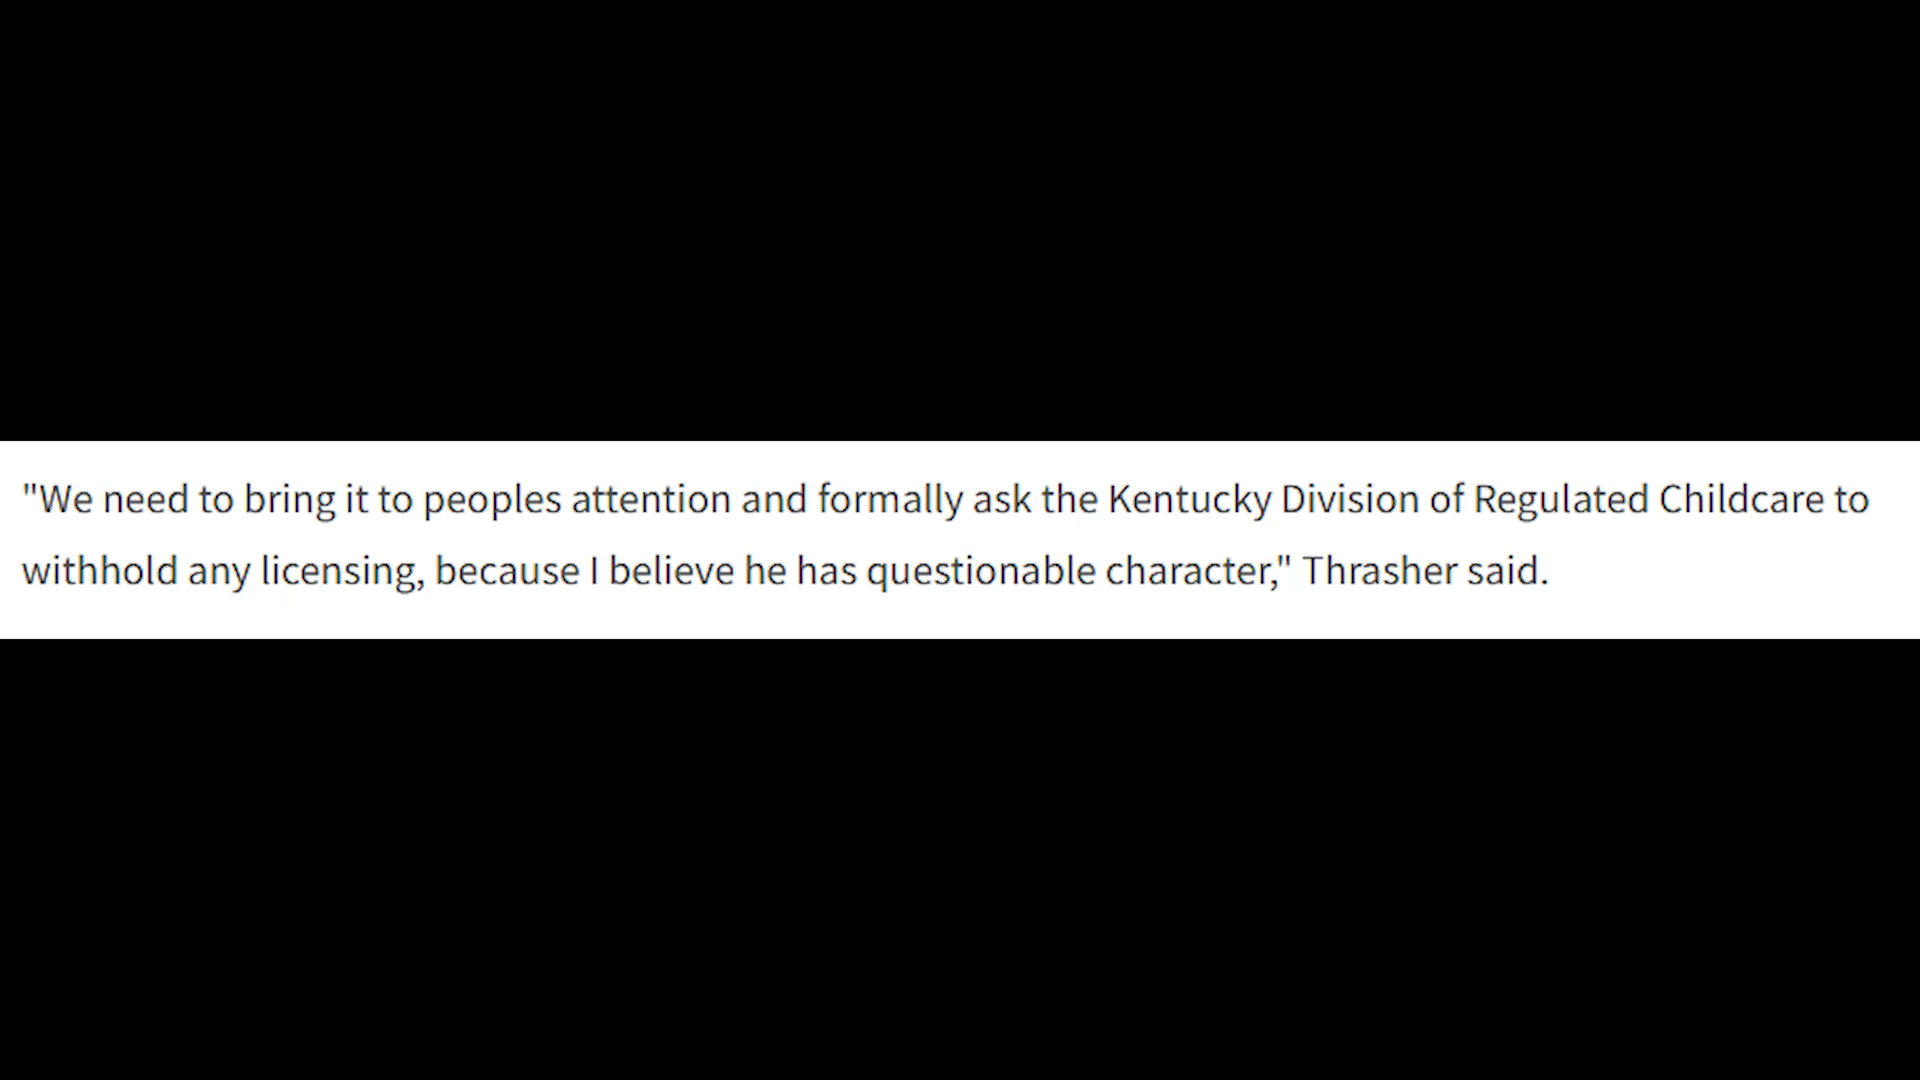 "We need to bring it to peoples attention and formally ask the Kentucky Division of Regulated Childcare to
withhold any licensing, because I believe he has questionable character," Thrasher said.